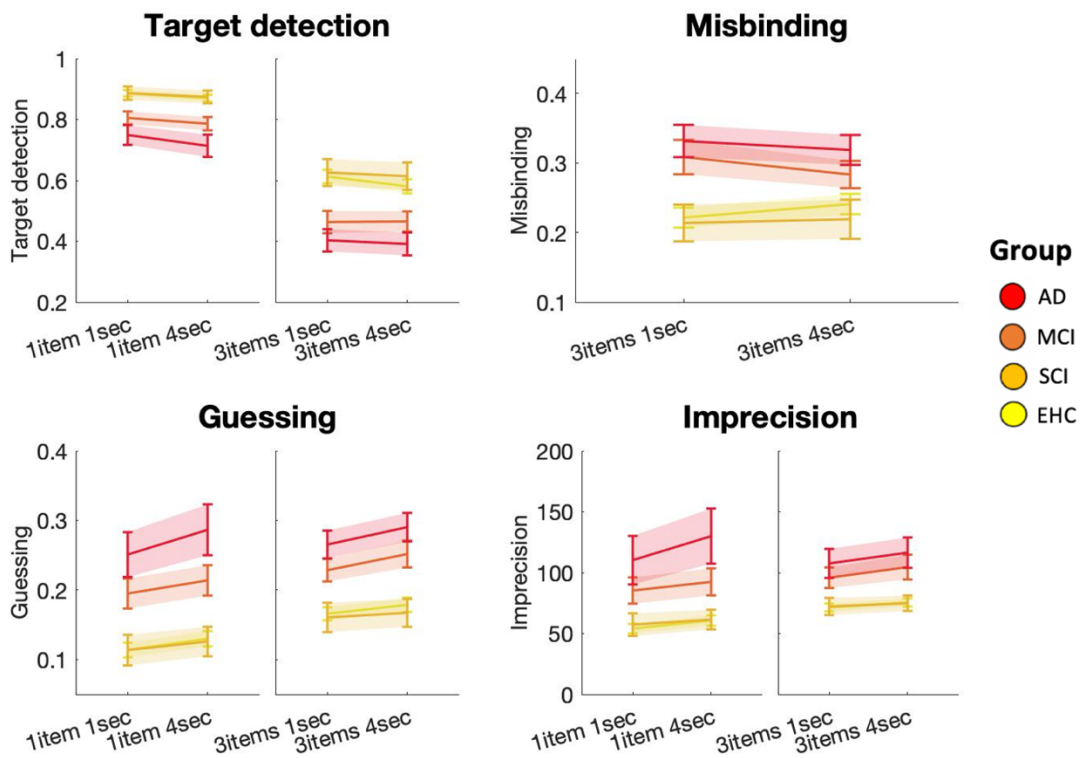 Target detection
Target detection
1
0.8
0.6
0.4
0.2
1item 1sec
1item 4sec
3items 1sec
3items 4sec
Misbinding
Misbinding
0.4
0.3
0.2
0.1
3items 1sec
3items 4sec
Group
AD
MCI
SCI
EHC
Guessing
Guessing
0.4
0.3
0.2
0.1
1item 1sec
1item 4sec
3items 1sec
3items 4sec
Imprecision
Imprecision
200
150
100
50
0
1item 1sec
1item 4sec
3items 1sec
3items 4sec